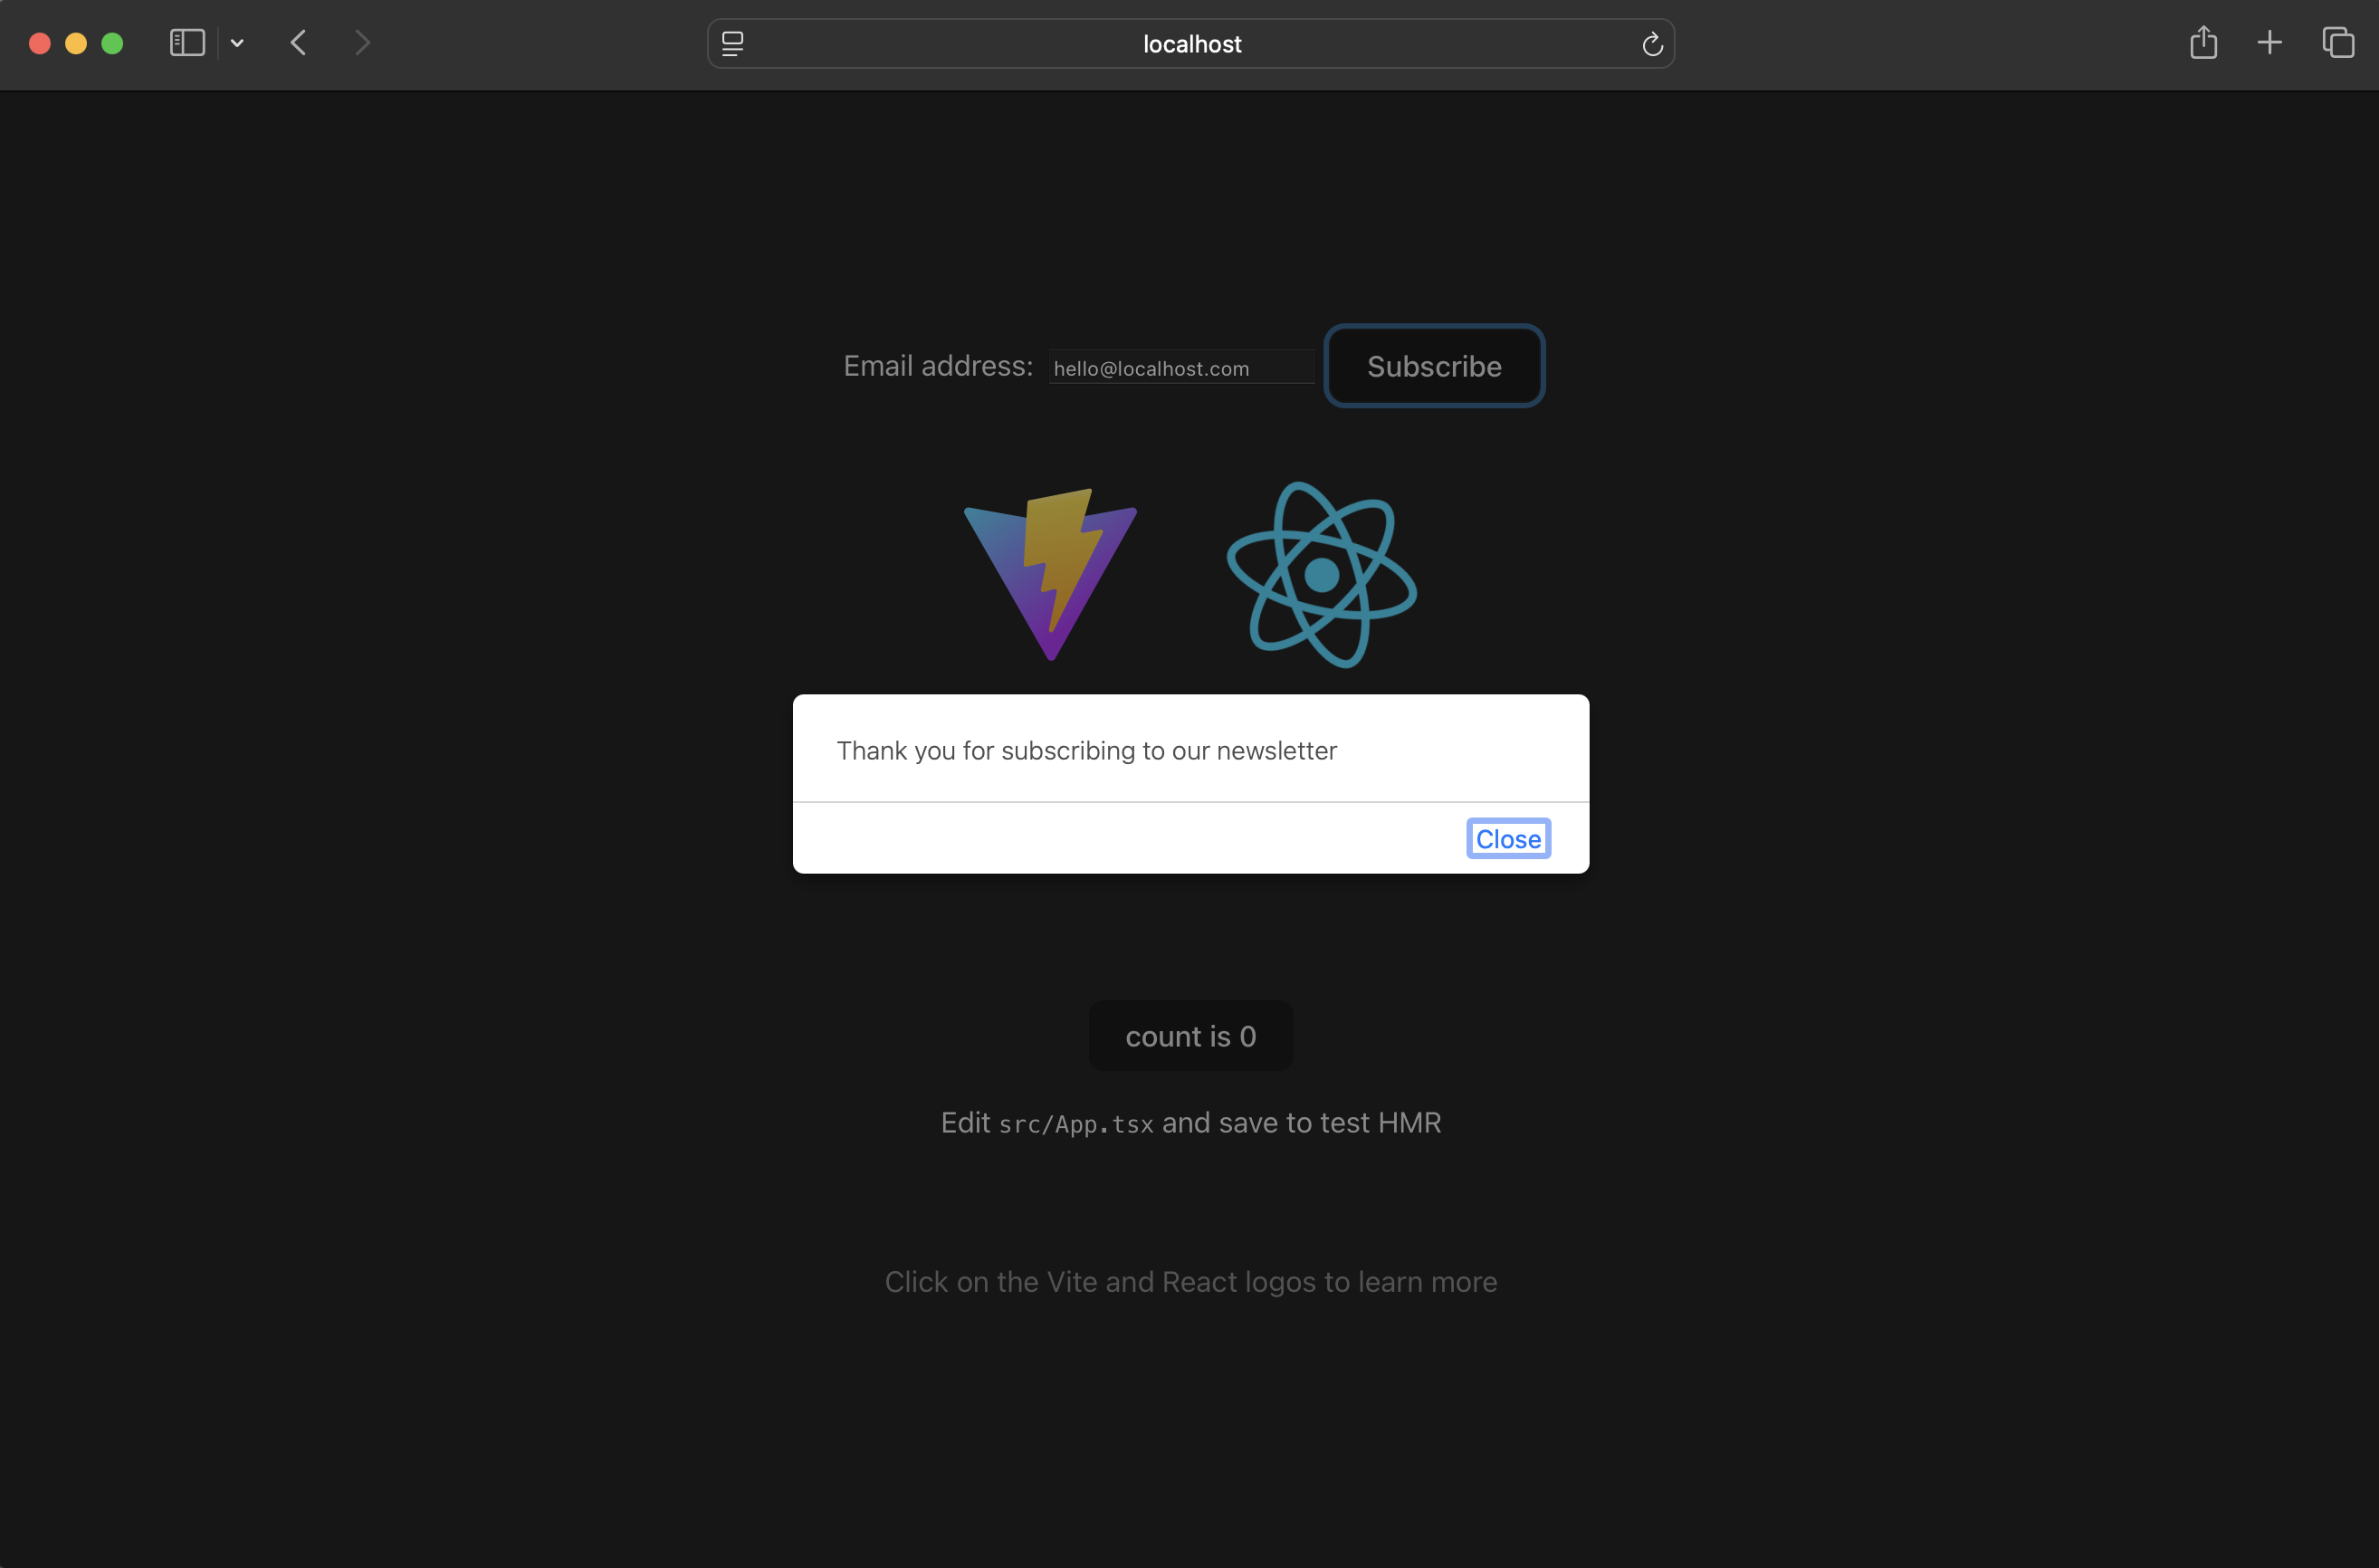 localhost
Email address: hello@localhost.com Subscribe
Thank you for subscribing to our newsletter
Close
count is 0
Edit src/App.tsx and save to test HMR
Click on the Vite and React logos to learn more